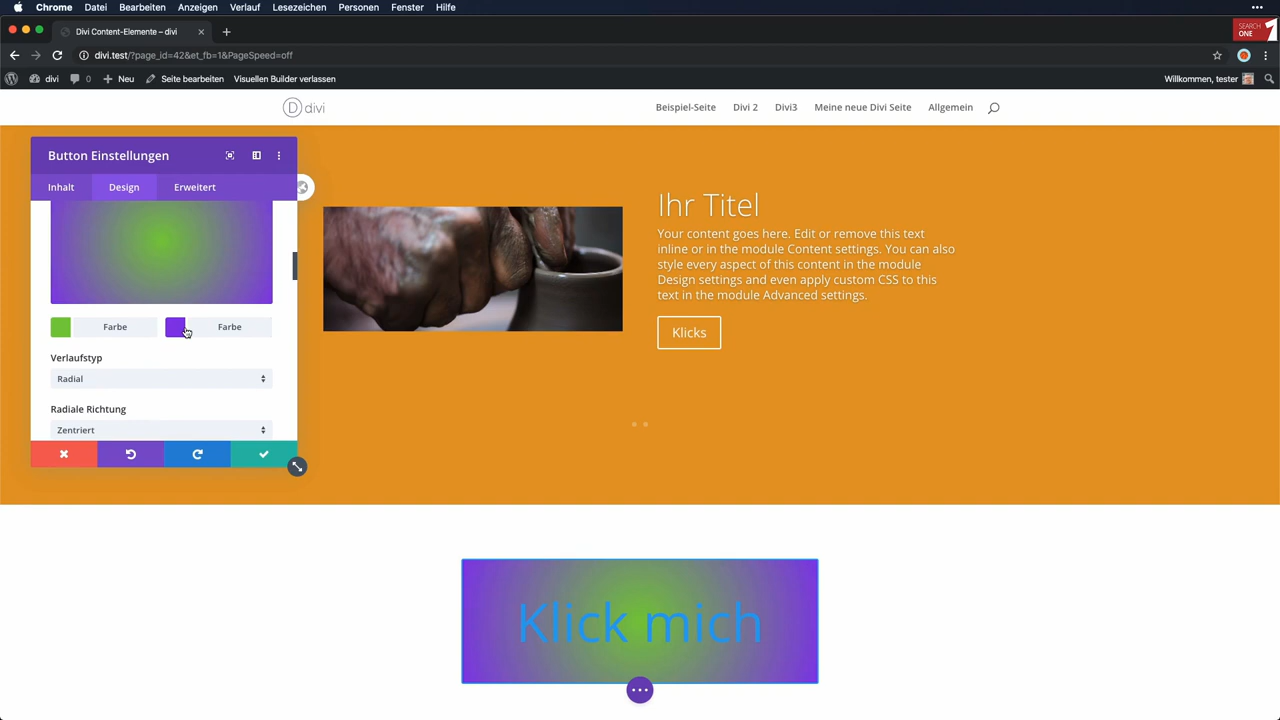 Chrome Datei Bearbeiten Anzeigen Verlauf Lesezeichen Personen Fenster Hilfe
Divi Content-Elemente – divi
SEARCH ONE 1
divi.test/?page_id=42&et_fb=1&PageSpeed=off
divi 0 Neu Seite bearbeiten Visuellen Builder verlassen Willkommen, tester
D divi Beispiel-Seite Divi 2 Divi3 Meine neue Divi Seite Allgemein
Button Einstellungen
Inhalt Design Erweitert
Farbe Farbe
Verlaufstyp
Radial
Radiale Richtung
Zentriert
Ihr Titel
Your content goes here. Edit or remove this text
inline or in the module Content settings. You can also
style every aspect of this content in the module
Design settings and even apply custom CSS to this
text in the module Advanced settings.
Klicks
Klick mich